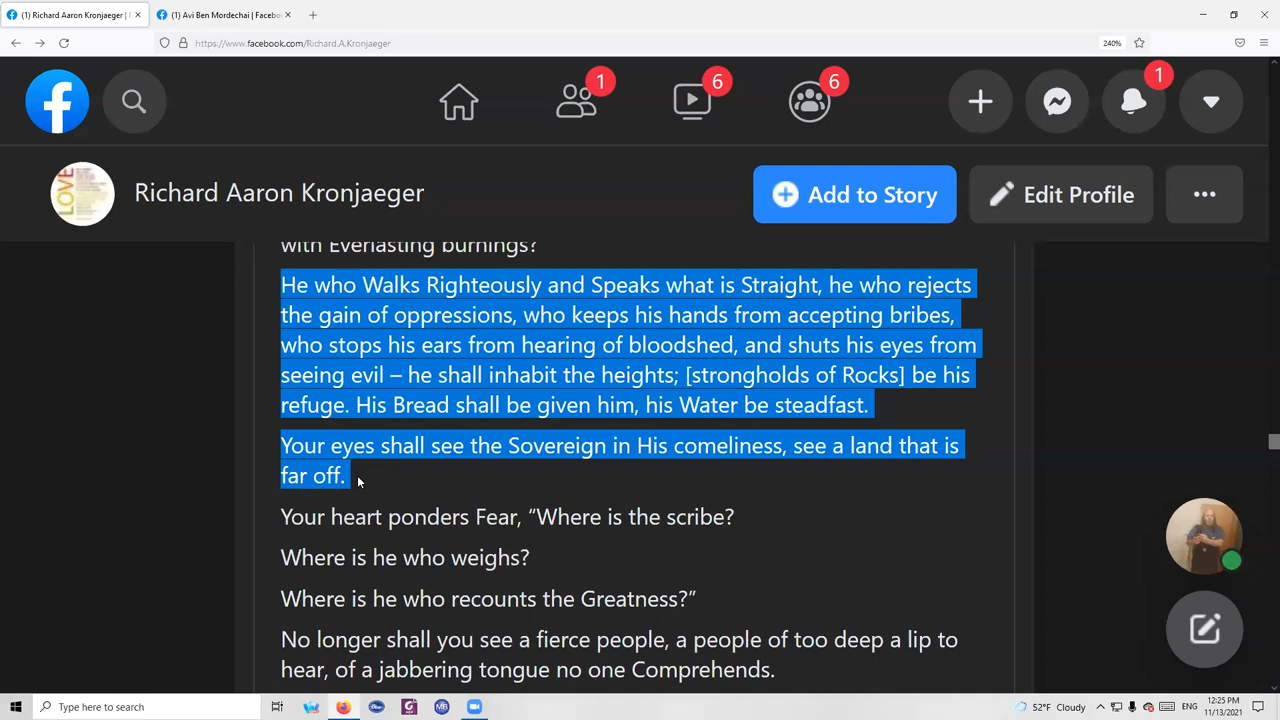 (1) Richard Aaron Kronjaeger | F
(1) Avi Ben Mordechai | Facebo
https://www.facebook.com/Richard.A.Kronjaeger
240%
1
6
6
1
LOVE
Richard Aaron Kronjaeger
Add to Story
Edit Profile
with Everlasting burnings?
He who Walks Righteously and Speaks what is Straight, he who rejects
the gain of oppressions, who keeps his hands from accepting bribes,
who stops his ears from hearing of bloodshed, and shuts his eyes from
seeing evil – he shall inhabit the heights; [strongholds of Rocks] be his
refuge. His Bread shall be given him, his Water be steadfast.
Your eyes shall see the Sovereign in His comeliness, see a land that is
far off.
Your heart ponders Fear, “Where is the scribe?
Where is he who weighs?
Where is he who recounts the Greatness?”
No longer shall you see a fierce people, a people of too deep a lip to
hear, of a jabbering tongue no one Comprehends.
Type here to search
MB
52°F Cloudy
ENG
12:25 PM
11/13/2021